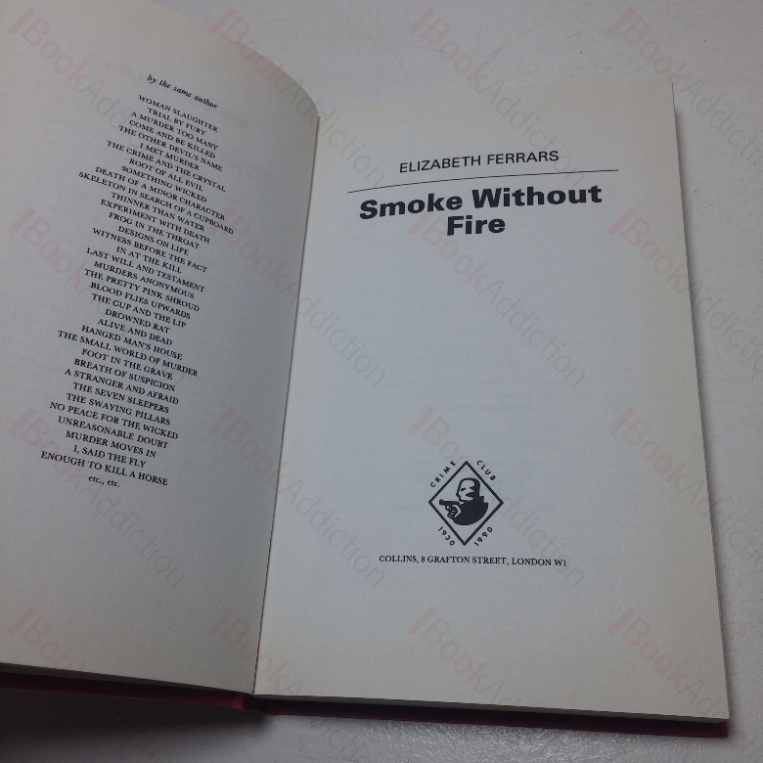 by the same author
WOMAN SLAUGHTER
TRIAL BY FURY
A MURDER TOO MANY
COME AND BE KILLED
THE OTHER DEVIL'S NAME
I MET MURDER
THE CRIME AND THE CRYSTAL
ROOT OF ALL EVIL
SOMETHING WICKED
DEATH OF A MINOR CHARACTER
SKELETON IN SEARCH OF A CUPBOARD
THINNER THAN WATER
EXPERIMENT WITH DEATH
FROG IN THE THROAT
DESIGNS ON LIFE
WITNESS BEFORE THE FACT
IN AT THE KILL
LAST WILL AND TESTAMENT
MURDERS ANONYMOUS
THE PRETTY PINK SHROUD
BLOOD FLIES UPWARDS
THE CUP AND THE LIP
DROWNED RAT
ALIVE AND DEAD
HANGED MAN'S HOUSE
THE SMALL WORLD OF MURDER
FOOT IN THE GRAVE
BREATH OF SUSPICION
A STRANGER AND AFRAID
THE SEVEN SLEEPERS
THE SWAYING PILLARS
NO PEACE FOR THE WICKED
UNREASONABLE DOUBT
MURDER MOVES IN
I, SAID THE FLY
ENOUGH TO KILL A HORSE
etc., etc.
ELIZABETH FERRARS
Smoke Without
Fire
CRIME CLUB
1930 1990
COLLINS, 8 GRAFTON STREET, LONDON W1
BookAddiction